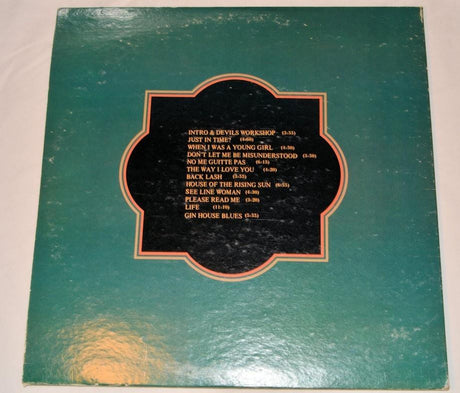 INTRO & DEVILS WORKSHOP (3-35)
JUST IN TIME? (4-60)
WHEN I WAS A YOUNG GIRL (4-30)
DON'T LET ME BE MISUNDERSTOOD (3-30)
NO ME GUITTE PAS (6-15)
THE WAY I LOVE YOU (4-20)
BACK LASH (3-35)
HOUSE OF THE RISING SUN (6-35)
SEE LINE WOMAN (4-30)
PLEASE READ ME (3-20)
LIFE (11-10)
GIN HOUSE BLUES (3-35)